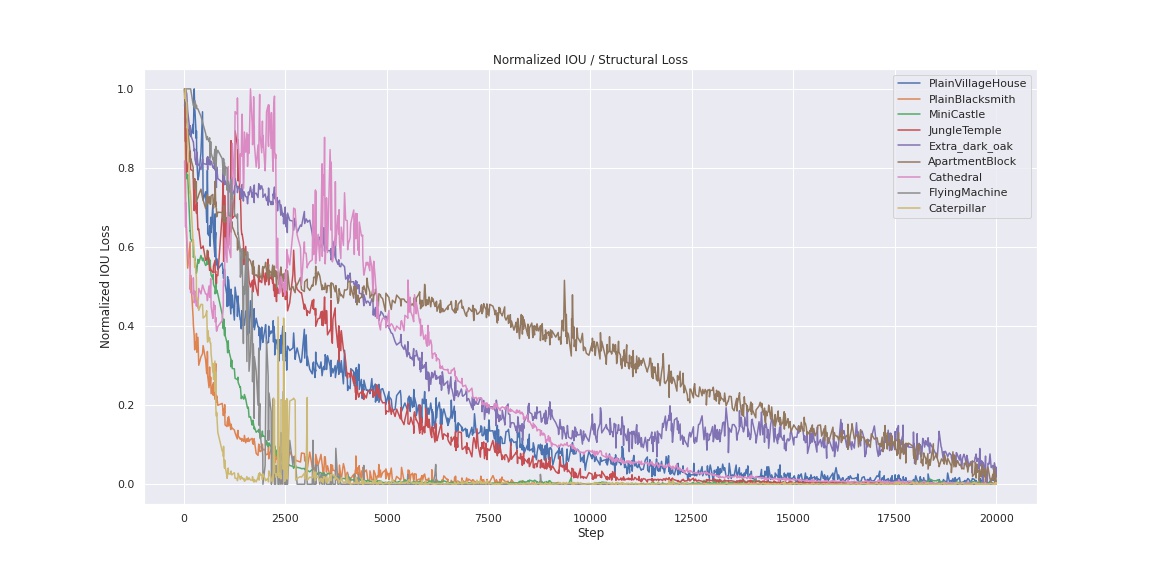 Normalized IOU / Structural Loss
PlainVillageHouse
PlainBlacksmith
MiniCastle
JungleTemple
Extra_dark_oak
ApartmentBlock
Cathedral
FlyingMachine
Caterpillar
Normalized IOU Loss
1.0
0.8
0.6
0.4
0.2
0.0
0 2500 5000 7500 10000 12500 15000 17500 20000
Step